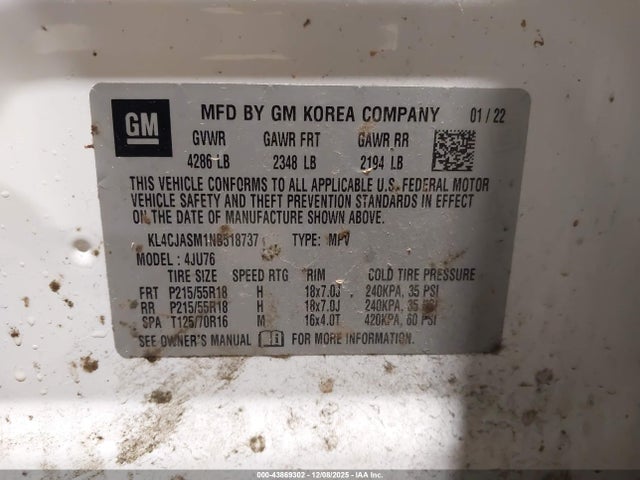 GM
MFD BY GM KOREA COMPANY 01 / 22
GVWR GAWR FRT GAWR RR
4286 LB 2348 LB 2194 LB
THIS VEHICLE CONFORMS TO ALL APPLICABLE U.S. FEDERAL MOTOR
VEHICLE SAFETY AND THEFT PREVENTION STANDARDS IN EFFECT
ON THE DATE OF MANUFACTURE SHOWN ABOVE.
KL4CJASM1NB518737 TYPE: MPV
MODEL : 4JU76
TIRE SIZE SPEED RTG RIM COLD TIRE PRESSURE
FRT P215/55R18 H 18x7.0J , 240KPA, 35 PSI
RR P215/55R18 H 18x7.0J , 240KPA, 35 PSI
SPA T125/70R16 M 16x4.0T , 420KPA, 60 PSI
SEE OWNER'S MANUAL FOR MORE INFORMATION.
000-43869302 - 12/08/2025 - IAA, Inc.